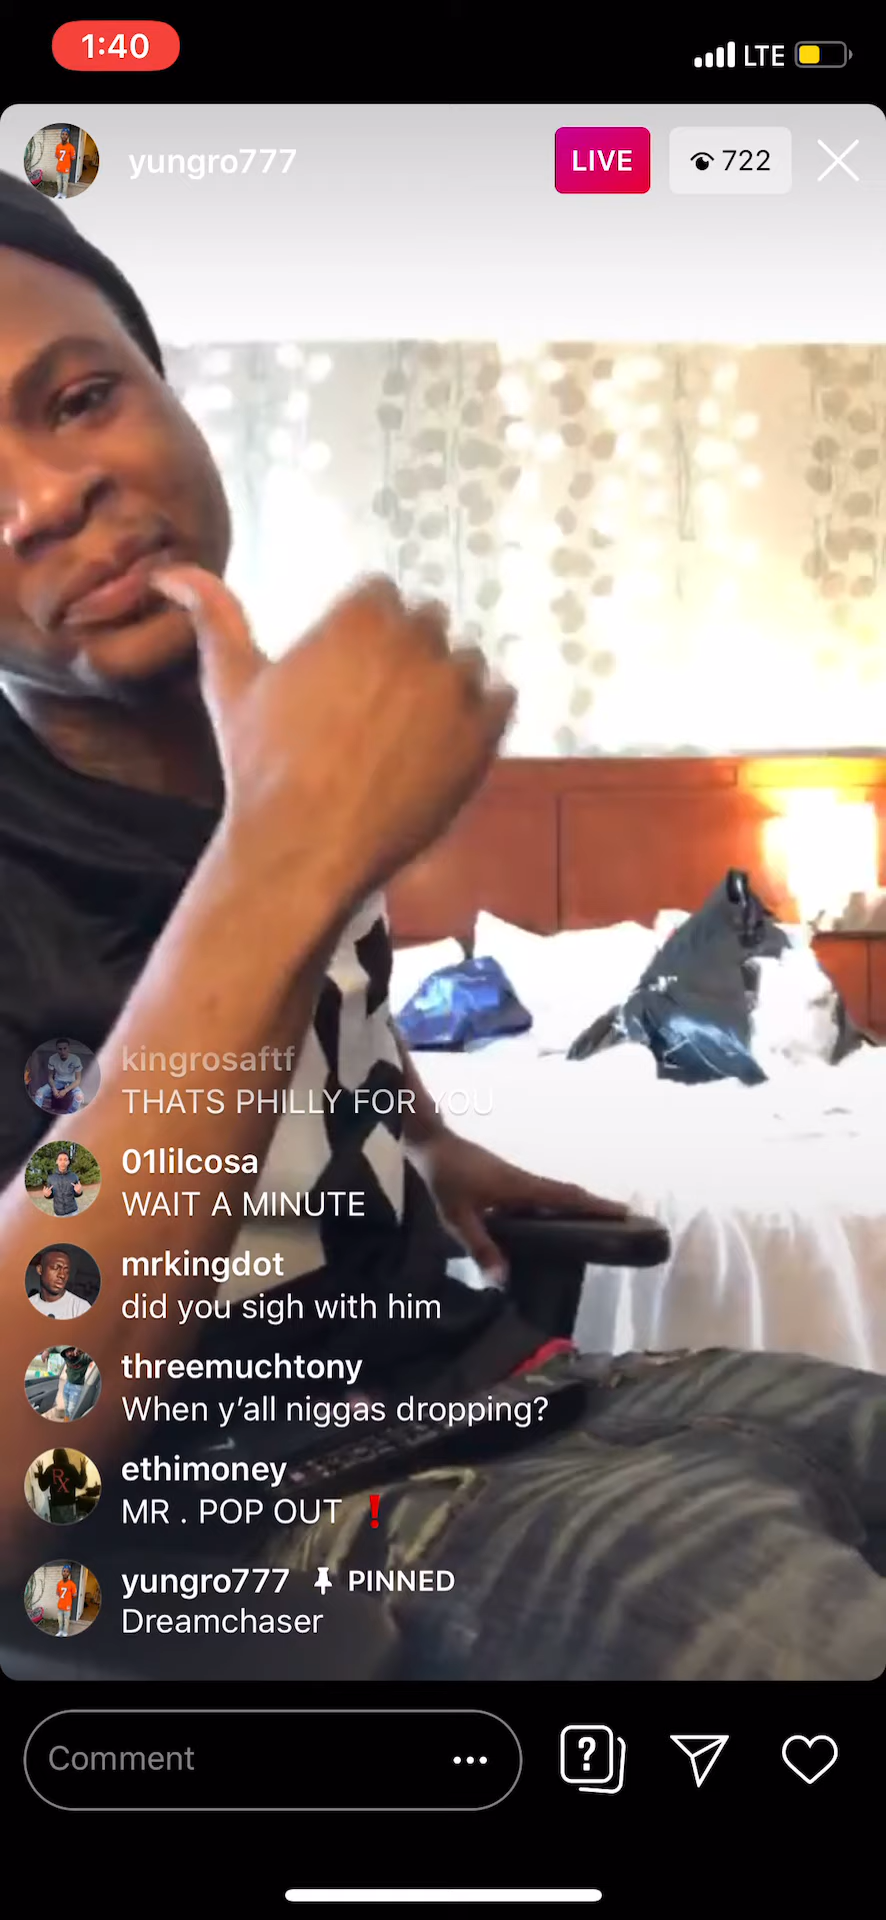 1:40
LTE
yungro777
LIVE
722
kingrosaftf
THATS PHILLY FOR YOU
01lilcosa
WAIT A MINUTE
mrkingdot
did you sigh with him
threemuchtony
When y'all niggas dropping?
ethimoney
MR . POP OUT ❗
yungro777 PINNED
Dreamchaser
Comment